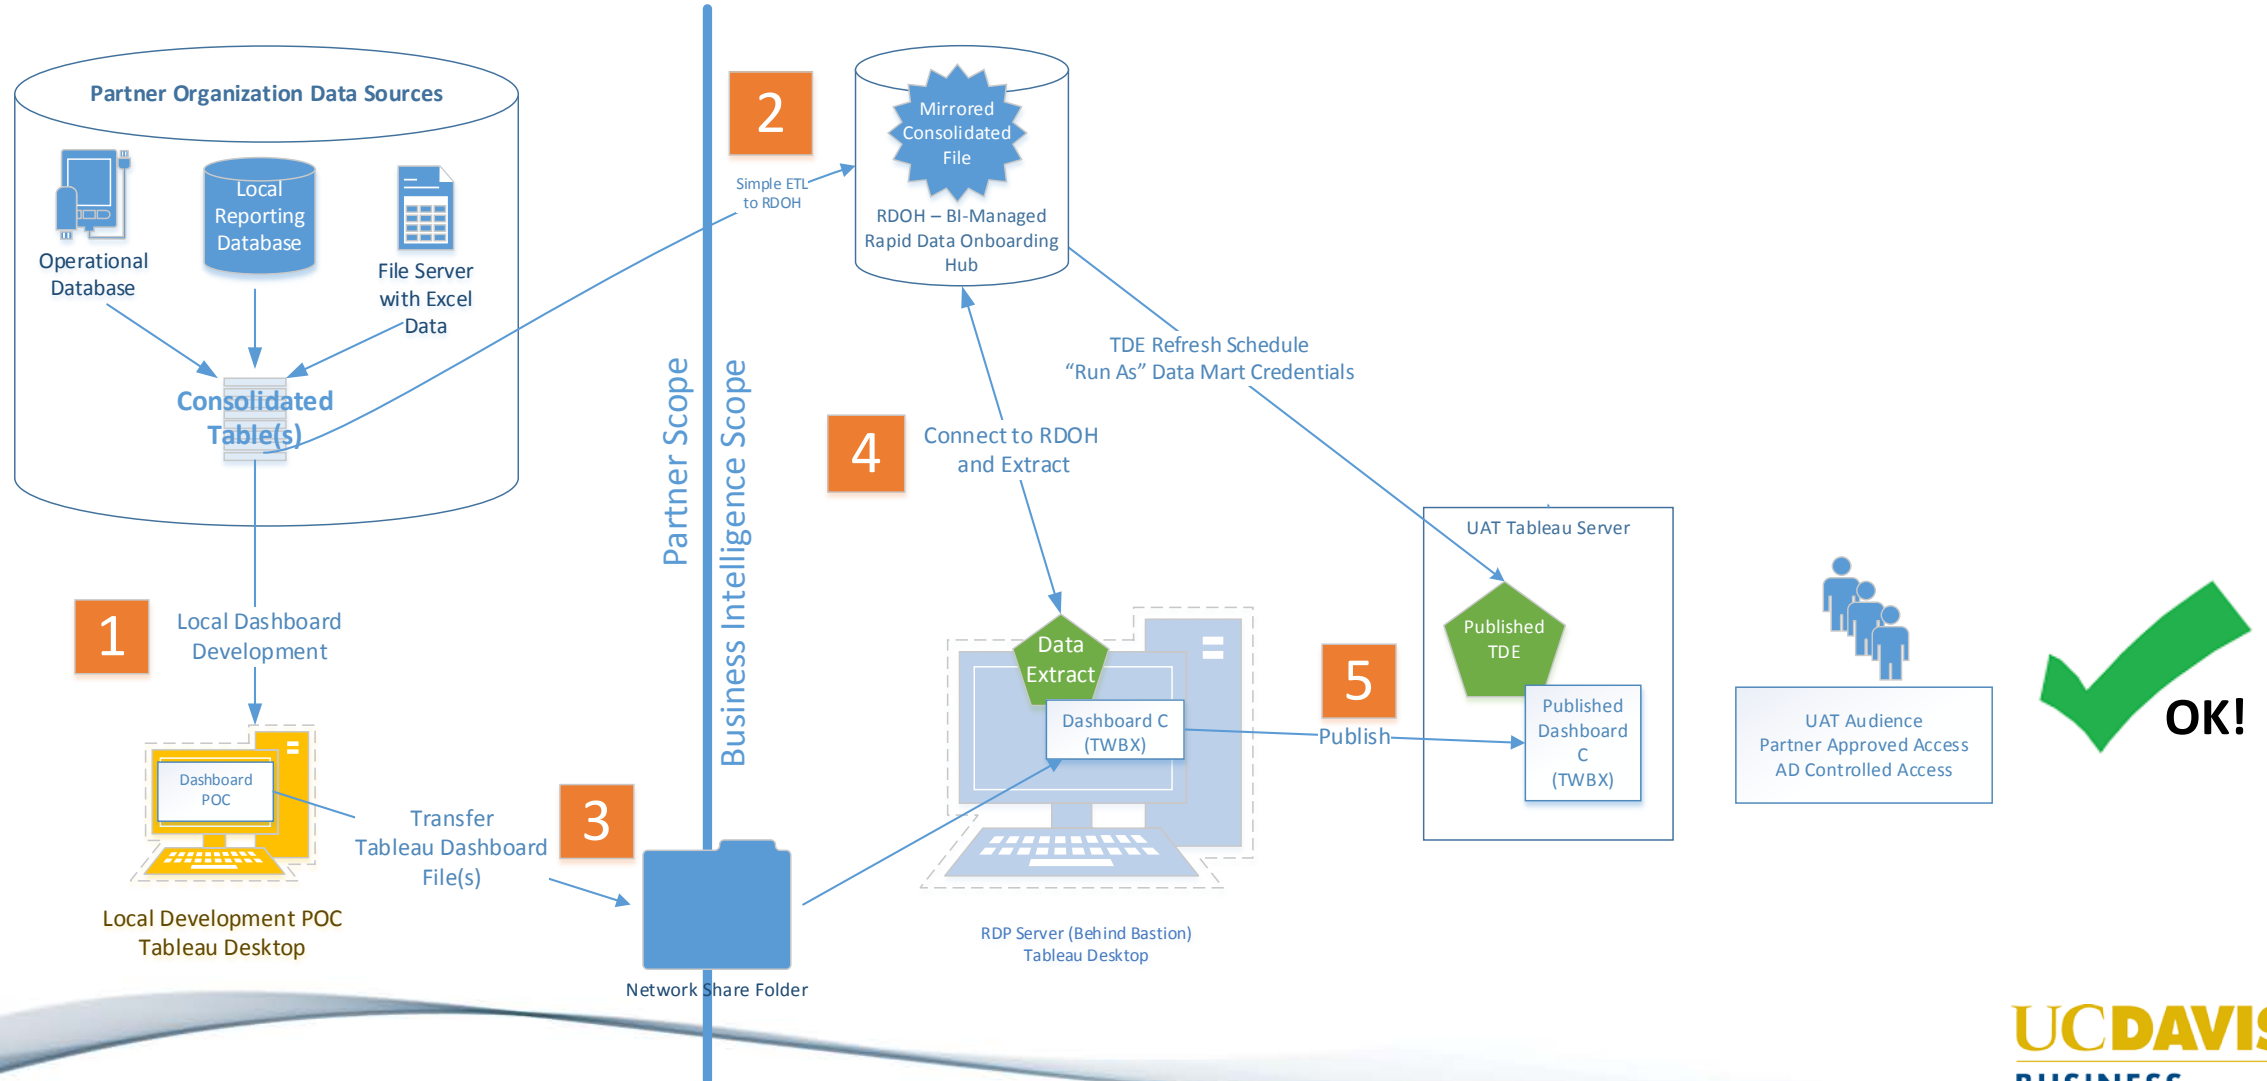 Partner Organization Data Sources
Operational
Database
Local
Reporting
Database
File Server
with Excel
Data
Consolidated
Table(s)
1
Local Dashboard
Development
Dashboard
POC
Local Development POC
Tableau Desktop
Transfer
Tableau Dashboard
File(s)
3
Network Share Folder
Partner Scope
Business Intelligence Scope
2
Simple ETL
to RDOH
Mirrored
Consolidated
File
RDOH – BI-Managed
Rapid Data Onboarding
Hub
TDE Refresh Schedule
“Run As” Data Mart Credentials
4
Connect to RDOH
and Extract
Data
Extract
Dashboard C
(TWBX)
RDP Server (Behind Bastion)
Tableau Desktop
5
Publish
UAT Tableau Server
Published
TDE
Published
Dashboard
C
(TWBX)
UAT Audience
Partner Approved Access
AD Controlled Access
OK!
UCDAVIS
BUSINESS